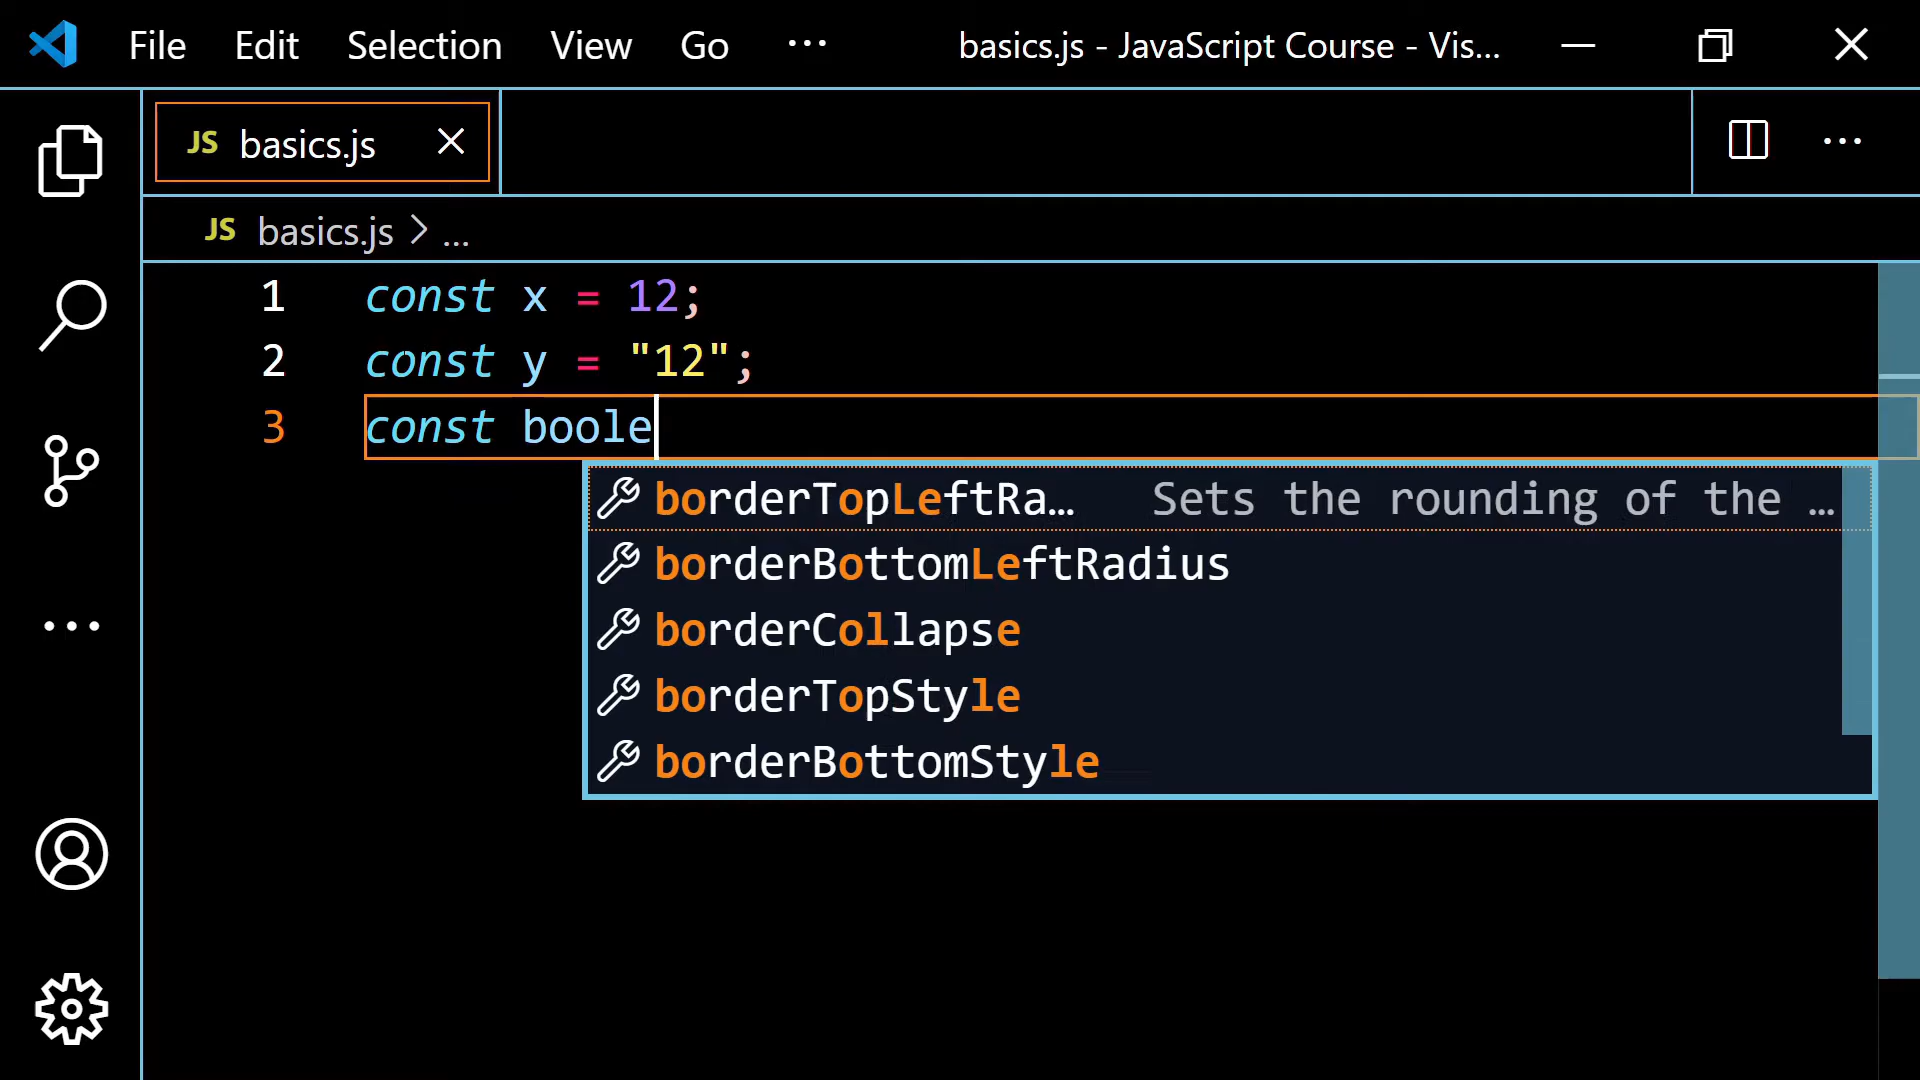 File Edit Selection View Go ... basics.js - JavaScript Course - Vis...
JS basics.js
JS basics.js > ...
1 const x = 12;
2 const y = "12";
3 const boole
borderTopLeftRa... Sets the rounding of the ...
borderBottomLeftRadius
borderCollapse
borderTopStyle
borderBottomStyle